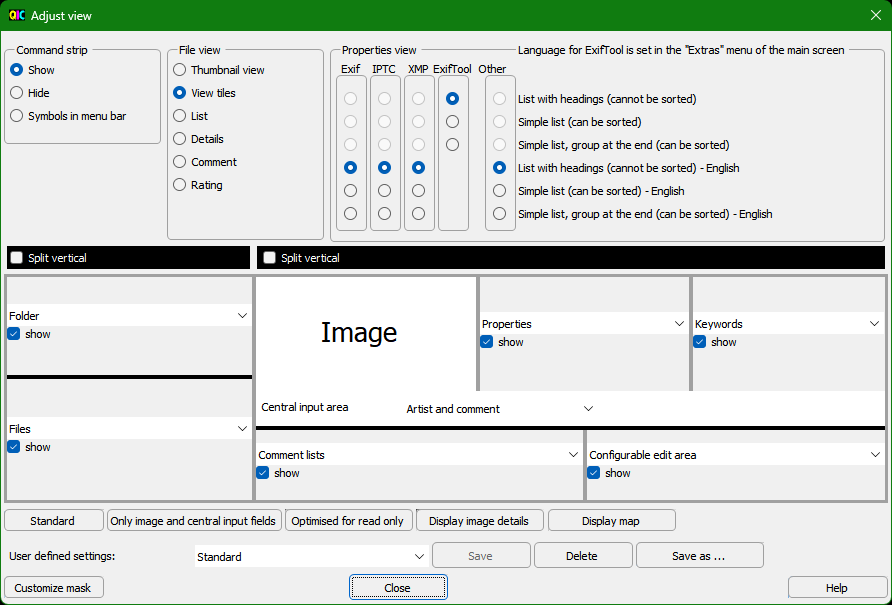 QIC Adjust view
Command strip
Show
Hide
Symbols in menu bar
File view
Thumbnail view
View tiles
List
Details
Comment
Rating
Properties view
Language for ExifTool is set in the "Extras" menu of the main screen
Exif IPTC XMP ExifTool Other
List with headings (cannot be sorted)
Simple list (can be sorted)
Simple list, group at the end (can be sorted)
List with headings (cannot be sorted) - English
Simple list (can be sorted) - English
Simple list, group at the end (can be sorted) - English
Split vertical
Split vertical
Folder
show
Files
show
Image
Properties
show
Keywords
show
Central input area Artist and comment
Comment lists
show
Configurable edit area
show
Standard Only image and central input fields Optimised for read only Display image details Display map
User defined settings: Standard Save Delete Save as ...
Customize mask Close Help